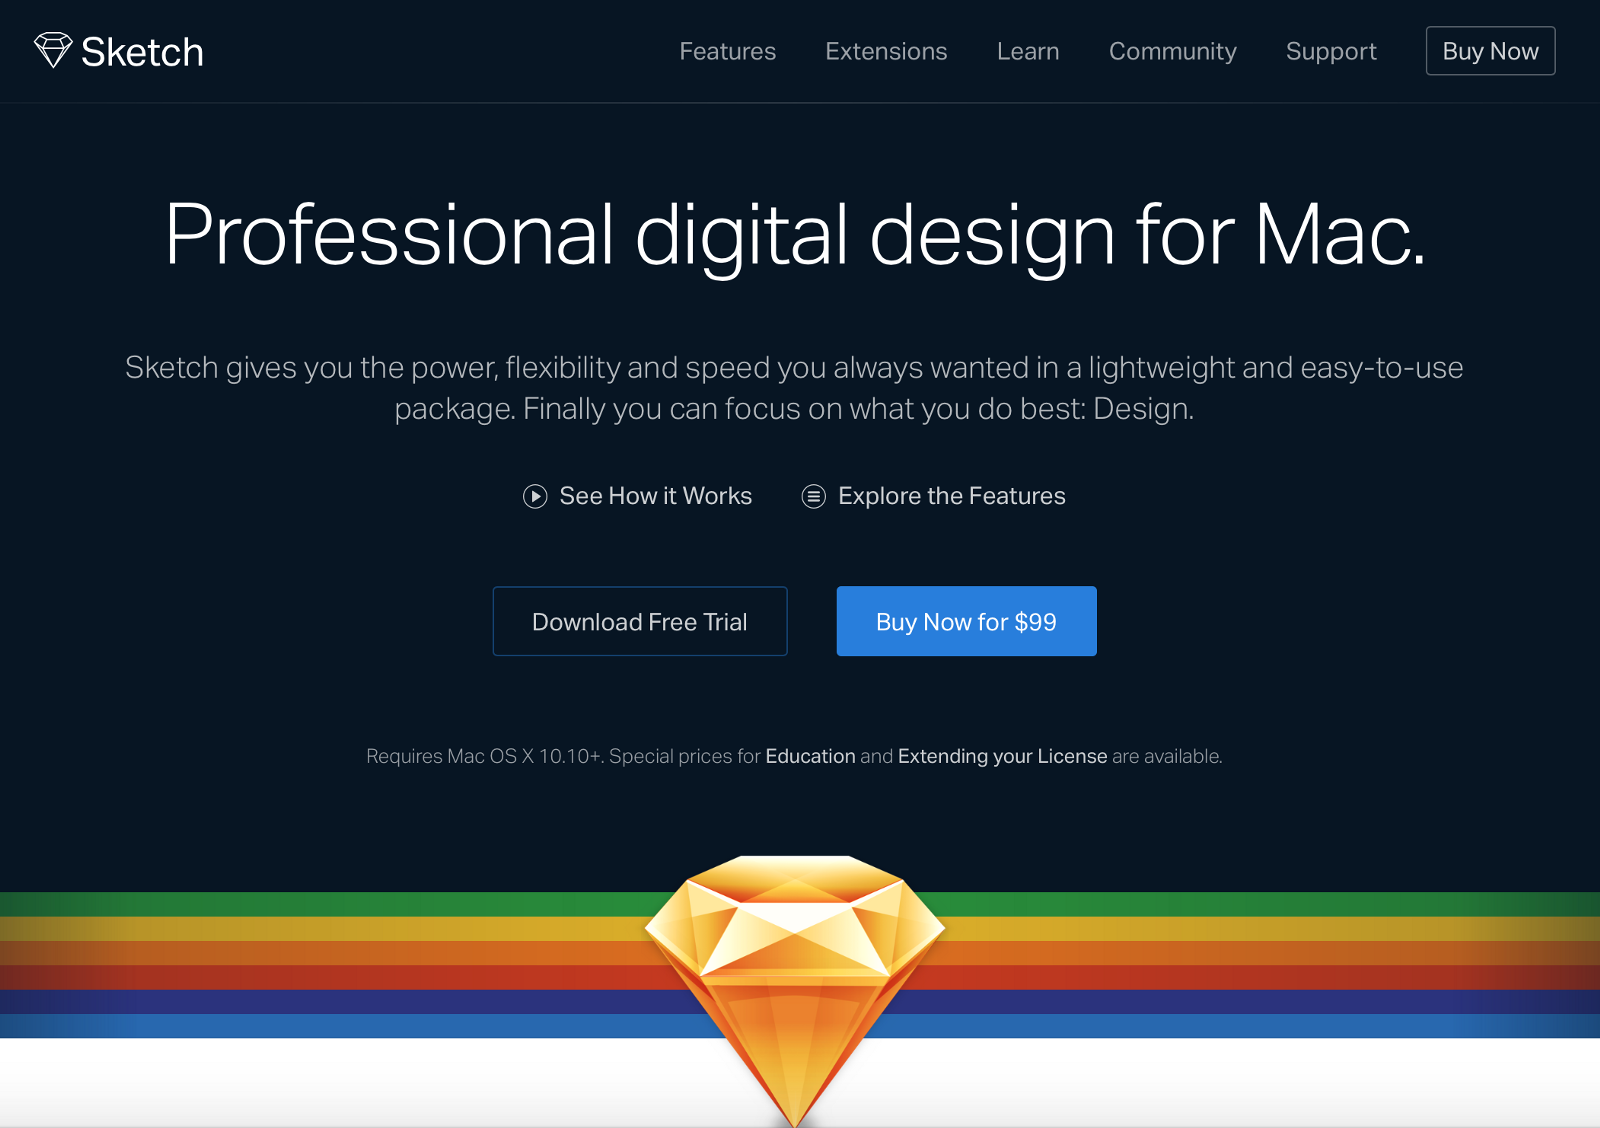 Sketch
Features Extensions Learn Community Support Buy Now
Professional digital design for Mac.
Sketch gives you the power, flexibility and speed you always wanted in a lightweight and easy-to-use
package. Finally you can focus on what you do best: Design.
See How it Works Explore the Features
Download Free Trial Buy Now for $99
Requires Mac OS X 10.10+. Special prices for Education and Extending your License are available.